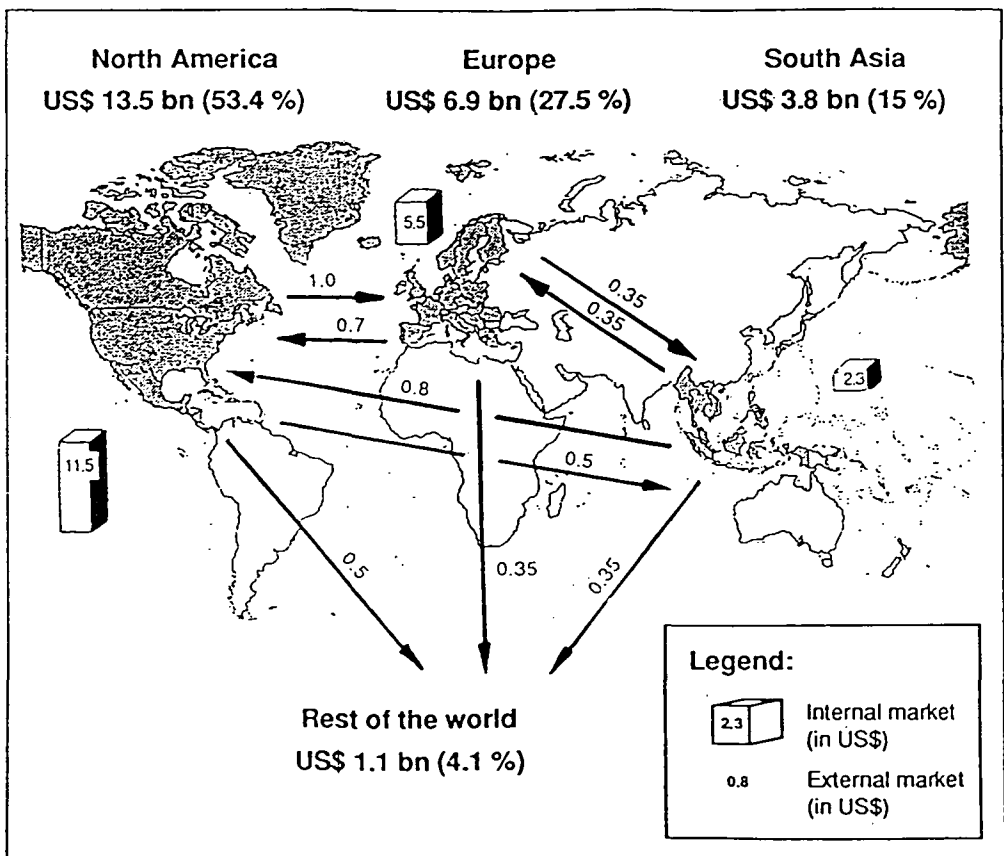 North America
US$ 13.5 bn (53.4 %)
Europe
US$ 6.9 bn (27.5 %)
South Asia
US$ 3.8 bn (15 %)
5.5
1.0
0.35
0.35
0.7
0.8
2.3
11.5
0.5
0.5
0.35
0.35
Rest of the world
US$ 1.1 bn (4.1 %)
Legend:
2.3
Internal market
(in US$)
0.8
External market
(in US$)